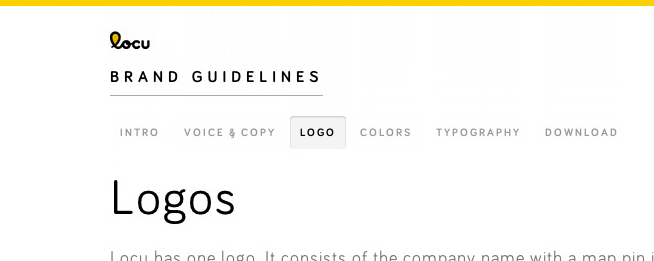 locu
BRAND GUIDELINES
INTRO VOICE & COPY LOGO COLORS TYPOGRAPHY DOWNLOAD
Logos
Locu has one logo. It consists of the company name with a map pin i